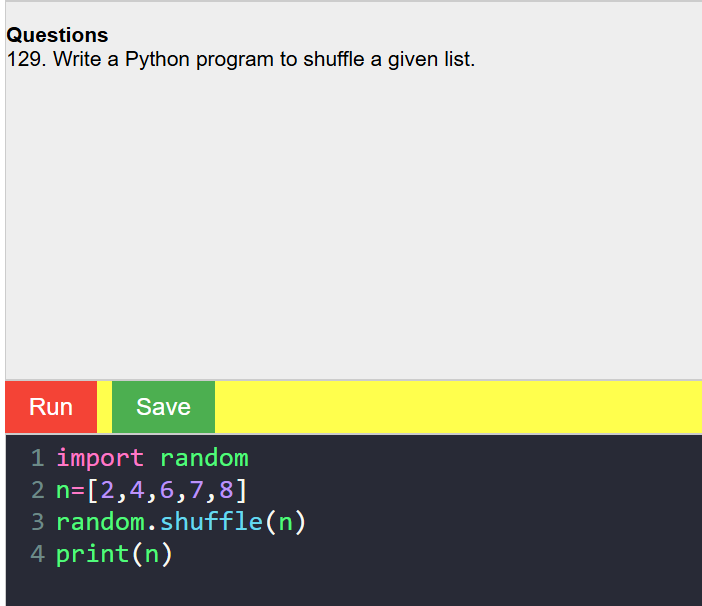 Questions
129. Write a Python program to shuffle a given list.
Run Save
1 import random
2 n=[2,4,6,7,8]
3 random.shuffle(n)
4 print(n)